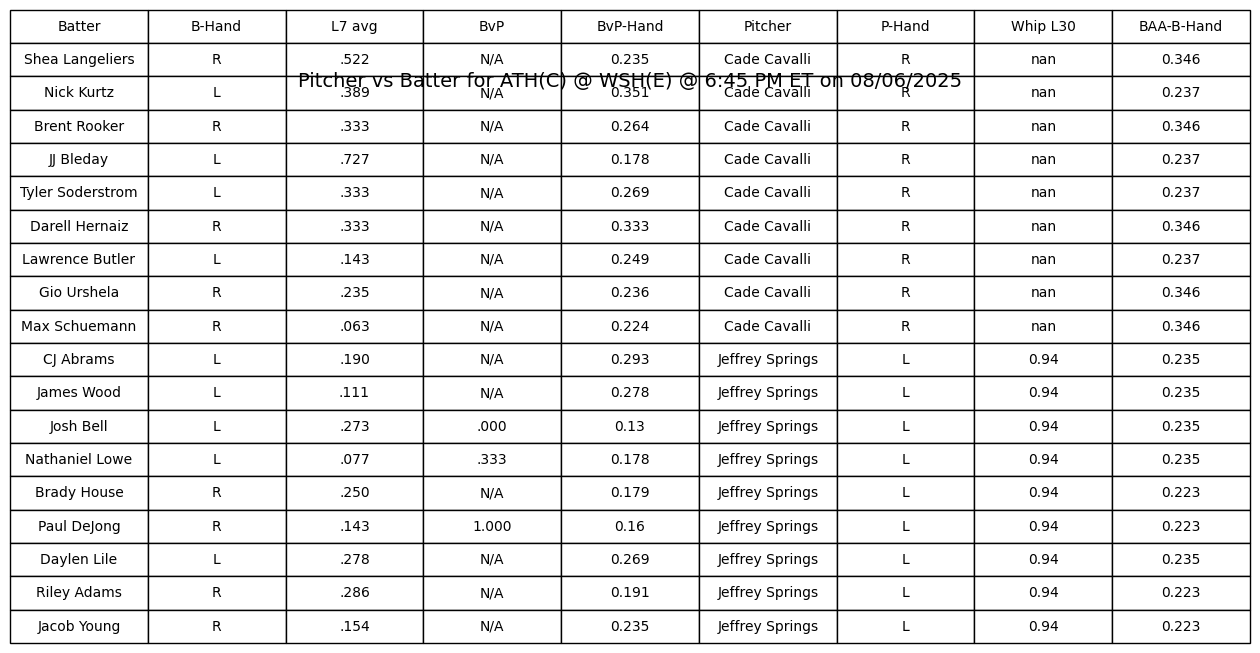 Batter B-Hand L7 avg BvP BvP-Hand Pitcher P-Hand Whip L30 BAA-B-Hand
Shea Langeliers R .522 N/A 0.235 Cade Cavalli R nan 0.346
Pitcher vs Batter for ATH(C) @ WSH(E) @ 6:45 PM ET on 08/06/2025
Nick Kurtz L .389 N/A 0.351 Cade Cavalli R nan 0.237
Brent Rooker R .333 N/A 0.264 Cade Cavalli R nan 0.346
JJ Bleday L .727 N/A 0.178 Cade Cavalli R nan 0.237
Tyler Soderstrom L .333 N/A 0.269 Cade Cavalli R nan 0.237
Darell Hernaiz R .333 N/A 0.333 Cade Cavalli R nan 0.346
Lawrence Butler L .143 N/A 0.249 Cade Cavalli R nan 0.237
Gio Urshela R .235 N/A 0.236 Cade Cavalli R nan 0.346
Max Schuemann R .063 N/A 0.224 Cade Cavalli R nan 0.346
CJ Abrams L .190 N/A 0.293 Jeffrey Springs L 0.94 0.235
James Wood L .111 N/A 0.278 Jeffrey Springs L 0.94 0.235
Josh Bell L .273 .000 0.13 Jeffrey Springs L 0.94 0.235
Nathaniel Lowe L .077 .333 0.178 Jeffrey Springs L 0.94 0.235
Brady House R .250 N/A 0.179 Jeffrey Springs L 0.94 0.223
Paul DeJong R .143 1.000 0.16 Jeffrey Springs L 0.94 0.223
Daylen Lile L .278 N/A 0.269 Jeffrey Springs L 0.94 0.235
Riley Adams R .286 N/A 0.191 Jeffrey Springs L 0.94 0.223
Jacob Young R .154 N/A 0.235 Jeffrey Springs L 0.94 0.223